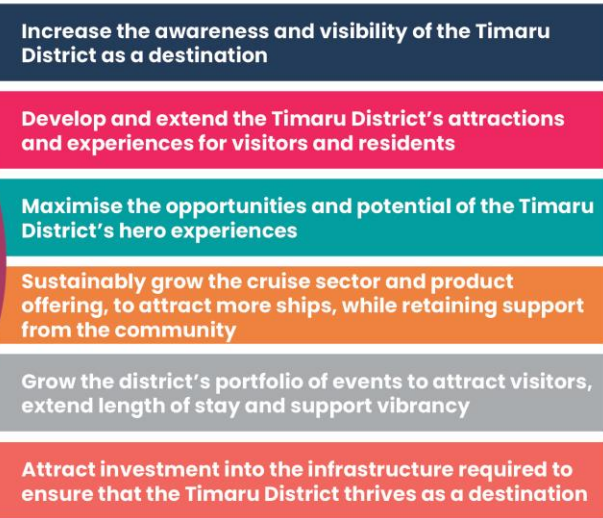 Increase the awareness and visibility of the Timaru
District as a destination
Develop and extend the Timaru District's attractions
and experiences for visitors and residents
Maximise the opportunities and potential of the Timaru
District's hero experiences
Sustainably grow the cruise sector and product
offering, to attract more ships, while retaining support
from the community
Grow the district's portfolio of events to attract visitors,
extend length of stay and support vibrancy
Attract investment into the infrastructure required to
ensure that the Timaru District thrives as a destination